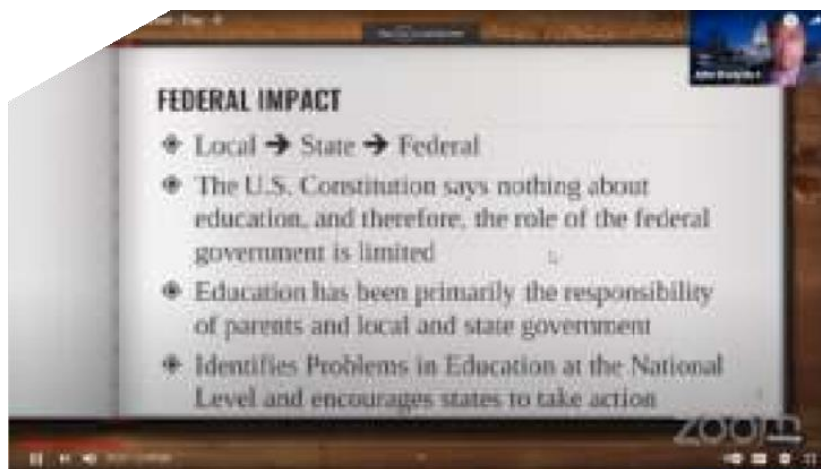 FEDERAL IMPACT
Local → State → Federal
The U.S. Constitution says nothing about
education, and therefore, the role of the federal
government is limited
Education has been primarily the responsibility
of parents and local and state government
Identifies Problems in Education at the National
Level and encourages states to take action
zoom